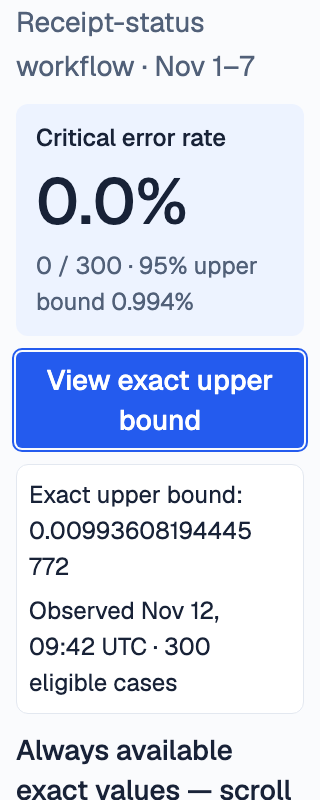 Receipt-status
workflow · Nov 1–7
Critical error rate
0.0%
0 / 300 · 95% upper
bound 0.994%
View exact upper
bound
Exact upper bound:
0.00993608194445
772
Observed Nov 12,
09:42 UTC · 300
eligible cases
Always available
exact values — scroll